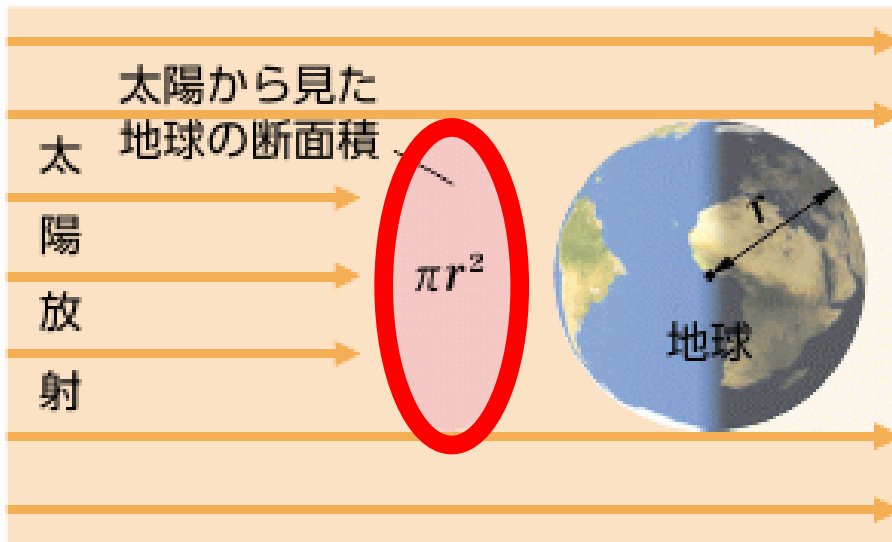 太陽から見た
地球の断面積
太陽放射
πr²
r
地球